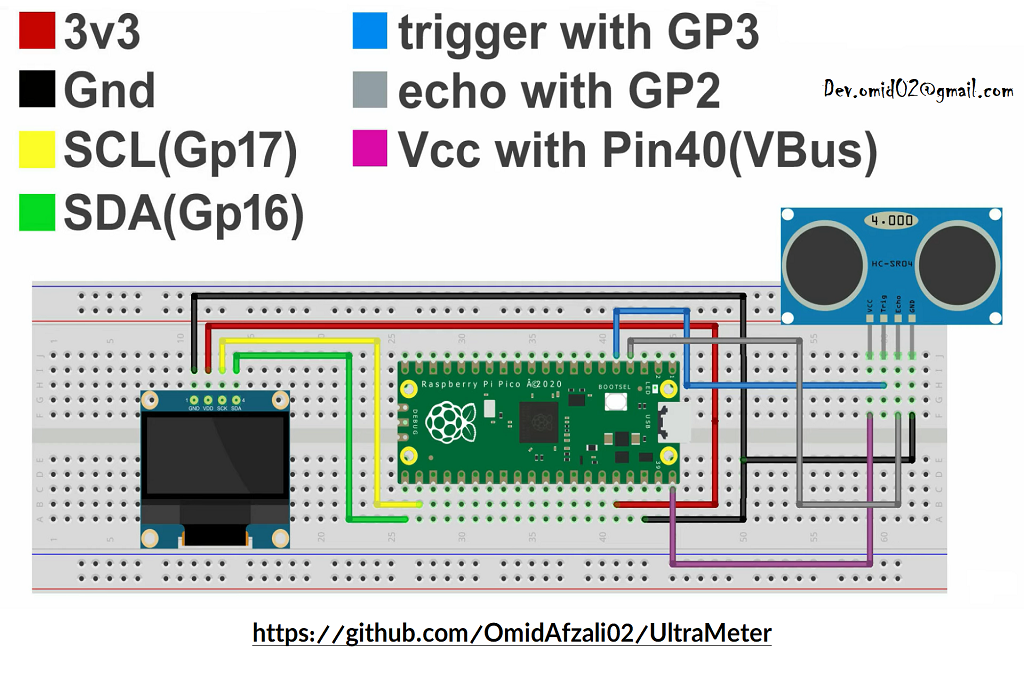 3v3
Gnd
SCL(Gp17)
SDA(Gp16)
trigger with GP3
echo with GP2
Vcc with Pin40(VBus)
Dev.omid02@gmail.com
4.000
HC-SR04
VCC
Trig
Echo
GND
Raspberry Pi Pico Â©2020
BOOTSEL
LED
USB
DEBUG
GND VDD SCK SDA
https://github.com/OmidAfzali02/UltraMeter